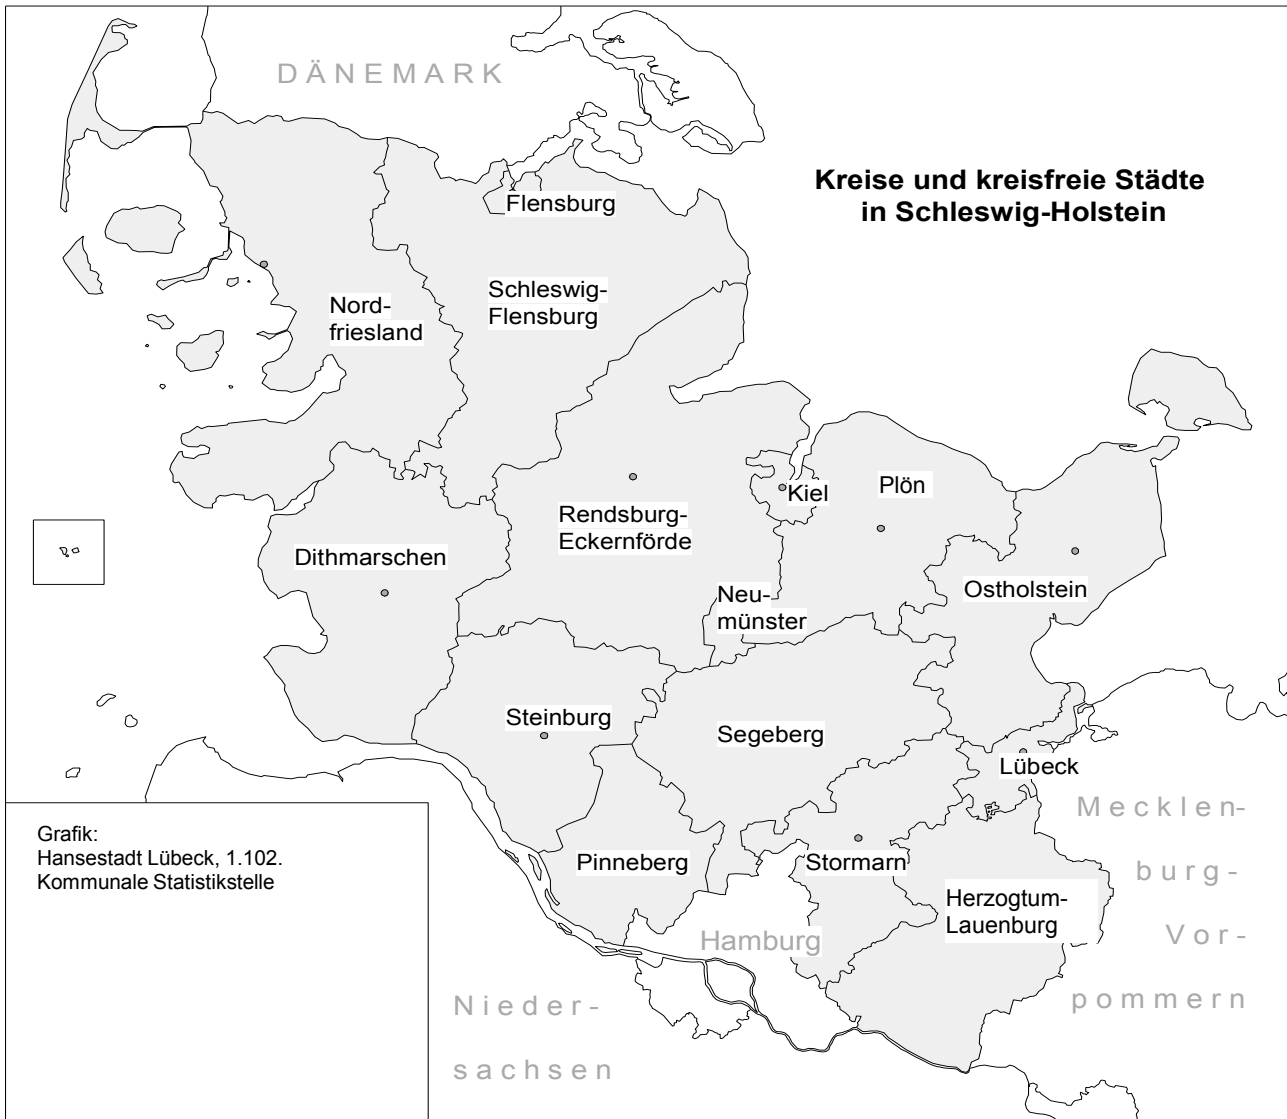 DÄNEMARK
Kreise und kreisfreie Städte
in Schleswig-Holstein
Flensburg
Schleswig-
Flensburg
Nord-
friesland
Kiel
Plön
Rendsburg-
Eckernförde
Dithmarschen
Ostholstein
Neu-
münster
Steinburg
Segeberg
Lübeck
Mecklen-
burg-
Vor-
pommern
Grafik:
Hansestadt Lübeck, 1.102.
Kommunale Statistikstelle
Pinneberg
Stormarn
Herzogtum-
Lauenburg
Hamburg
Nieder-
sachsen